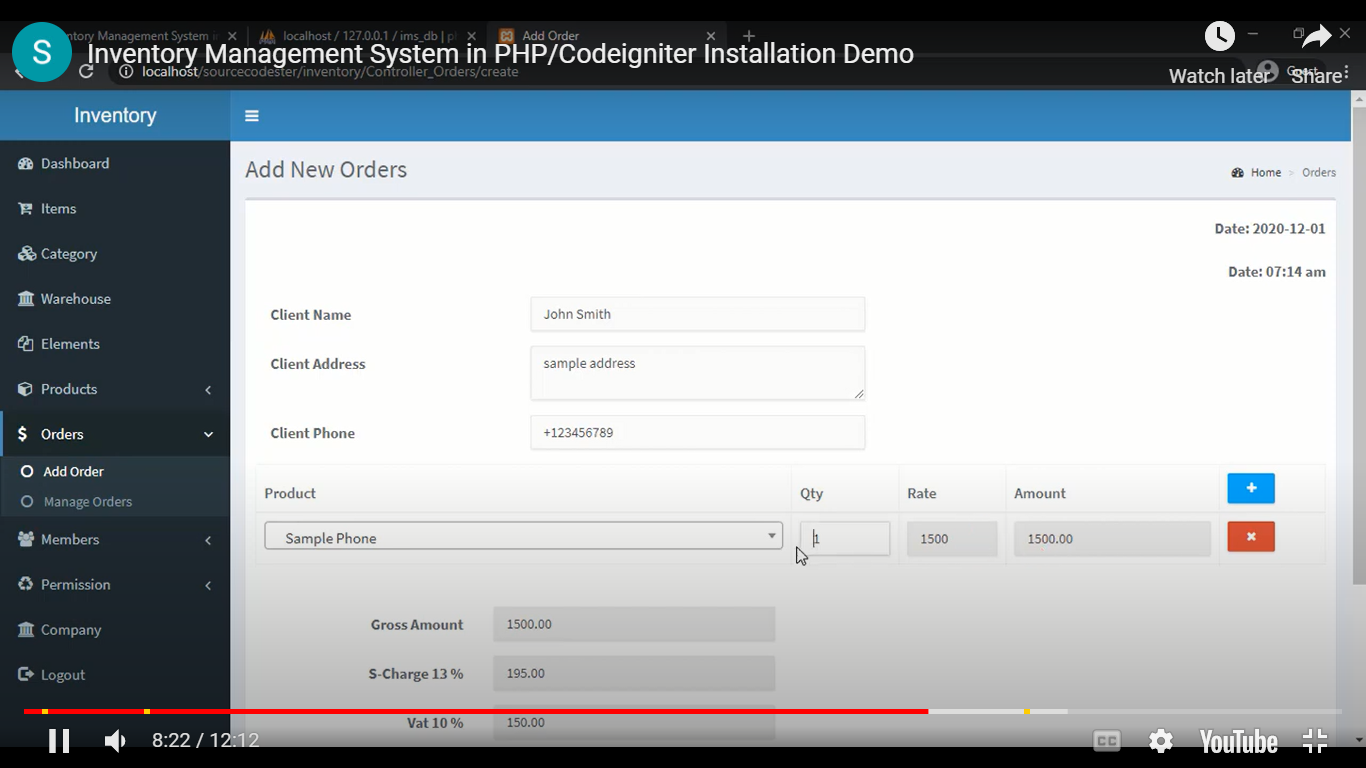 ntory Management System in
localhost / 127.0.0.1 / ims_db | p
Add Order
S
Inventory Management System in PHP/Codeigniter Installation Demo
localhost/sourcecodester/inventory/Controller_Orders/create
Watch later
Share
Inventory
Dashboard
Items
Category
Warehouse
Elements
Products
Orders
Add Order
Manage Orders
Members
Permission
Company
Logout
Add New Orders
Home > Orders
Date: 2020-12-01
Date: 07:14 am
Client Name
John Smith
Client Address
sample address
Client Phone
+123456789
Product Qty Rate Amount
Sample Phone 1 1500 1500.00
Gross Amount 1500.00
S-Charge 13 % 195.00
Vat 10 % 150.00
8:22 / 12:12
CC
YouTube